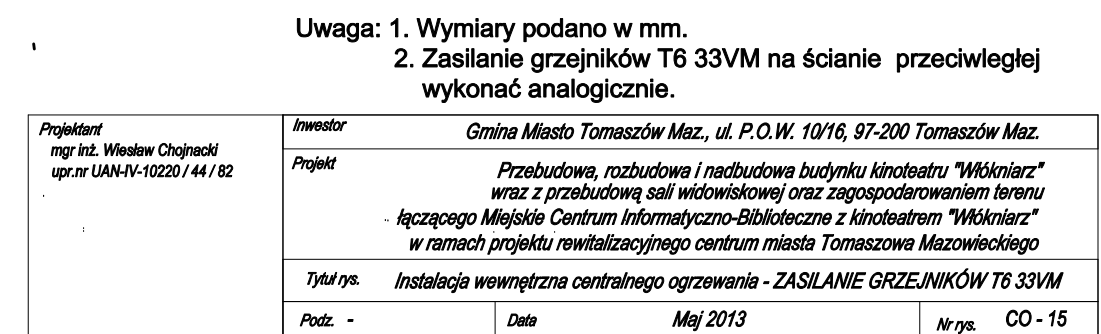 Uwaga: 1. Wymiary podano w mm.
2. Zasilanie grzejników T6 33VM na ścianie przeciwległej
wykonać analogicznie.
Projektant
mgr inż. Wiesław Chojnacki
upr.nr UAN-IV-10220 / 44 / 82
Inwestor
Gmina Miasto Tomaszów Maz., ul. P.O.W. 10/16, 97-200 Tomaszów Maz.
Projekt
Przebudowa, rozbudowa i nadbudowa budynku kinoteatru "Włókniarz"
wraz z przebudową sali widowiskowej oraz zagospodarowaniem terenu
łączącego Miejskie Centrum Informatyczno-Biblioteczne z kinoteatrem "Włókniarz"
w ramach projektu rewitalizacyjnego centrum miasta Tomaszowa Mazowieckiego
Tytuł rys.
Instalacja wewnętrzna centralnego ogrzewania - ZASILANIE GRZEJNIKÓW T6 33VM
Podz. -
Data
Maj 2013
Nr rys.
CO - 15